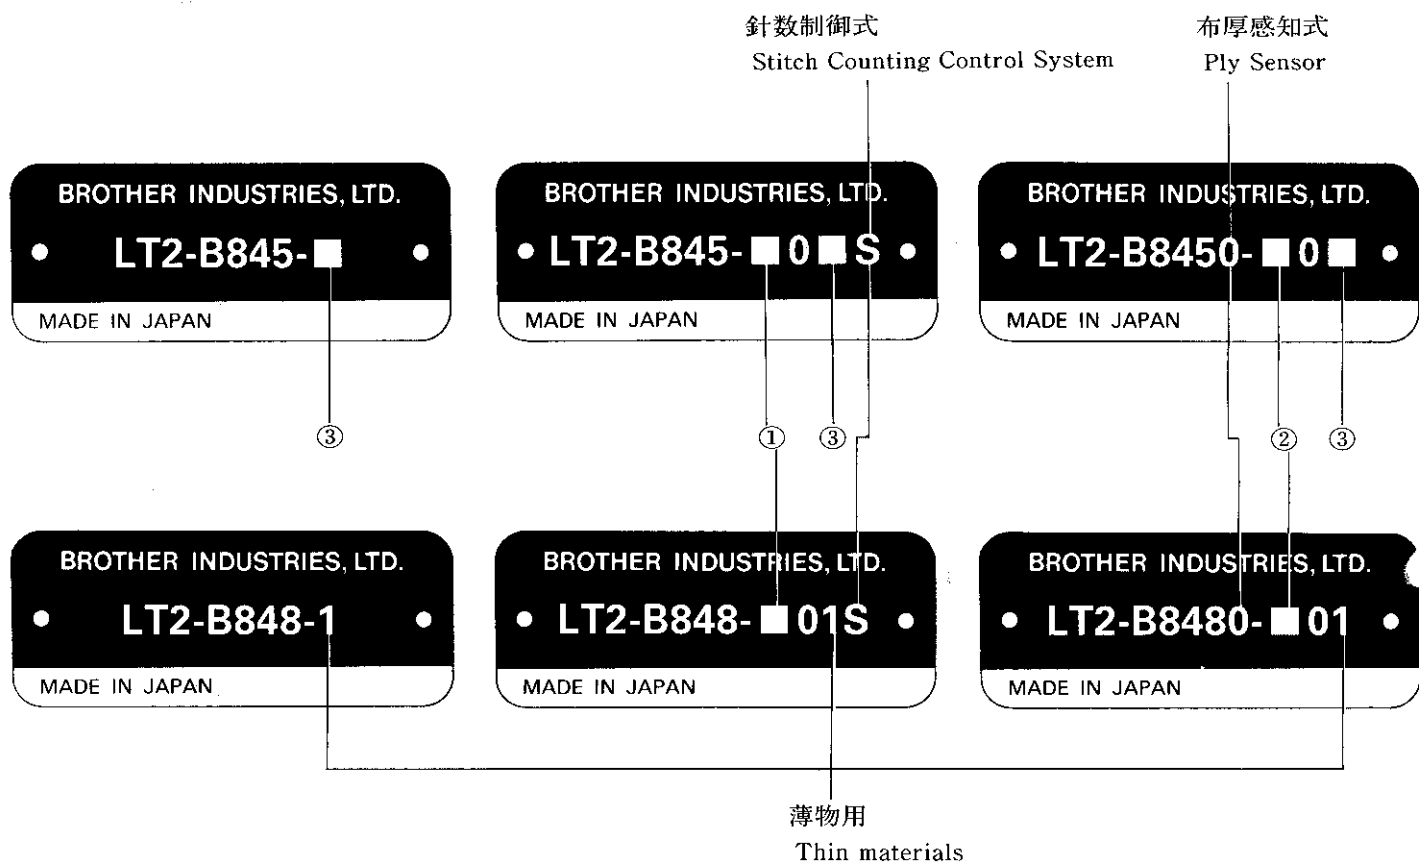 針数制御式
Stitch Counting Control System
布厚感知式
Ply Sensor
BROTHER INDUSTRIES, LTD.
LT2-B845-■
MADE IN JAPAN
BROTHER INDUSTRIES, LTD.
LT2-B845-■0■S
MADE IN JAPAN
BROTHER INDUSTRIES, LTD.
LT2-B8450-■0■
MADE IN JAPAN
③
①
③
②
③
BROTHER INDUSTRIES, LTD.
LT2-B848-1
MADE IN JAPAN
BROTHER INDUSTRIES, LTD.
LT2-B848-■01S
MADE IN JAPAN
BROTHER INDUSTRIES, LTD.
LT2-B8480-■01
MADE IN JAPAN
薄物用
Thin materials